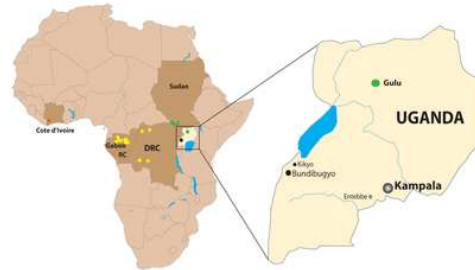 Sudan
Cote d'Ivoire
Gabon
RC
DRC
Gulu
UGANDA
Kikyo
Bundibugyo
Kampala
Entebbe